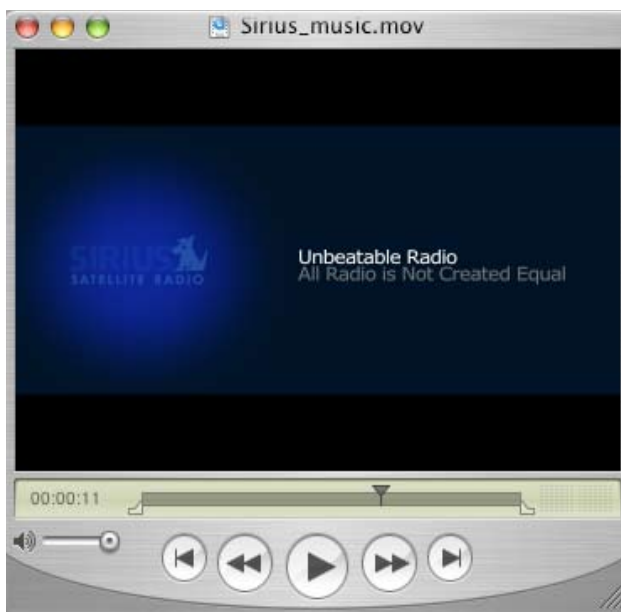 Sirius_music.mov
SIRIUS
SATELLITE RADIO
Unbeatable Radio
All Radio is Not Created Equal
00:00:11